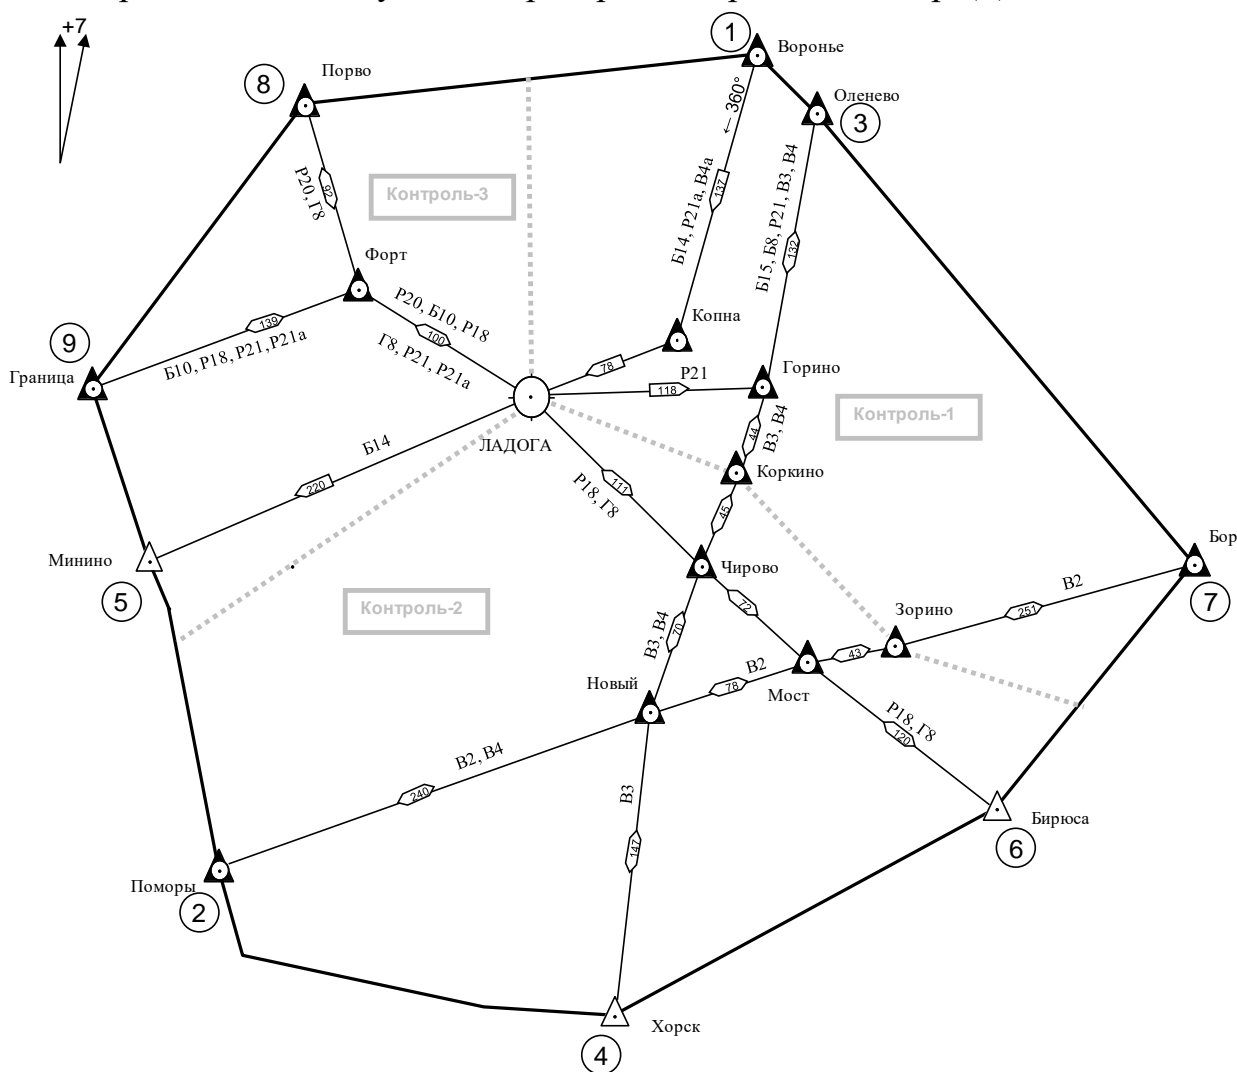 +7
1
Воронье
8
Порво
← 360°
Оленево
3
Б14, Р21а, В4а
137
Б15, Б8, Р21, В3, В4
132
Контроль-3
92
Р20, Г8
Форт
Р20, Б10, Р18
100
Г8, Р21, Р21а
139
Б10, Р18, Р21, Р21а
9
Граница
Копна
78
Р21
118
Горино
Контроль-1
ЛАДОГА
44
В3, В4
Коркино
Б14
220
111
Р18, Г8
45
Минино
5
Чирово
Бор
7
В2
251
Контроль-2
72
Зорино
70
В3, В4
43
В2
78
Мост
Новый
Р18, Г8
120
В2, В4
240
В3
147
Бирюса
6
Поморы
2
Хорск
4